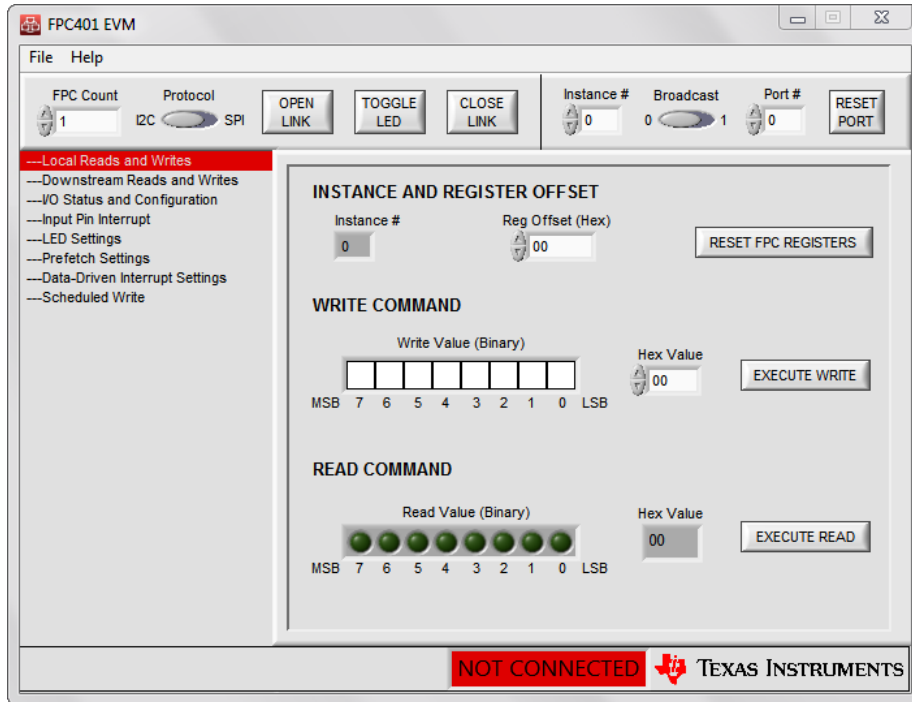 FPC401 EVM
File Help
FPC Count Protocol Instance # Broadcast Port #
1 I2C SPI OPEN LINK TOGGLE LED CLOSE LINK 0 0 1 0 RESET PORT
---Local Reads and Writes
---Downstream Reads and Writes
---I/O Status and Configuration
---Input Pin Interrupt
---LED Settings
---Prefetch Settings
---Data-Driven Interrupt Settings
---Scheduled Write
INSTANCE AND REGISTER OFFSET
Instance # Reg Offset (Hex)
0 00 RESET FPC REGISTERS
WRITE COMMAND
Write Value (Binary) Hex Value
00 EXECUTE WRITE
MSB 7 6 5 4 3 2 1 0 LSB
READ COMMAND
Read Value (Binary) Hex Value
00 EXECUTE READ
MSB 7 6 5 4 3 2 1 0 LSB
NOT CONNECTED TEXAS INSTRUMENTS